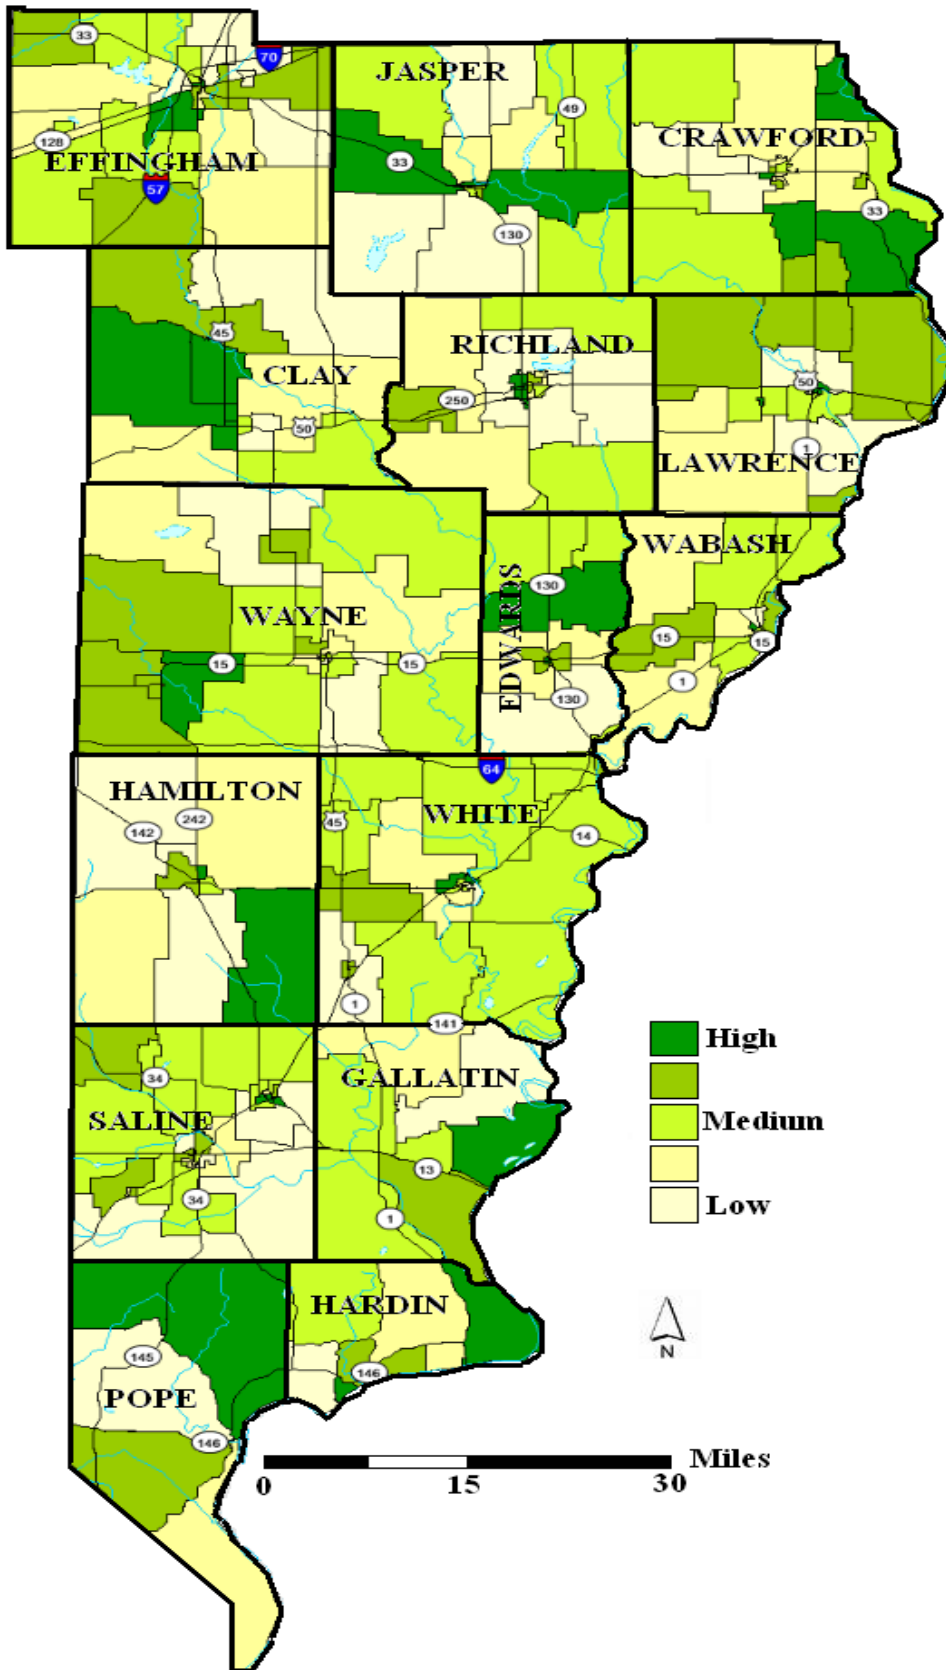 33
70
JASPER
49
128
EFFINGHAM
33
CRAWFORD
57
33
130
45
RICHLAND
CLAY
250
50
50
1
LAWRENCE
WABASH
130
EDWARDS
WAYNE
15
15
15
15
1
130
64
HAMILTON
242
142
45
WHITE
14
1
141
High
34
GALLATIN
SALINE
Medium
13
34
1
Low
HARDIN
145
146
N
POPE
146
Miles
0 15 30